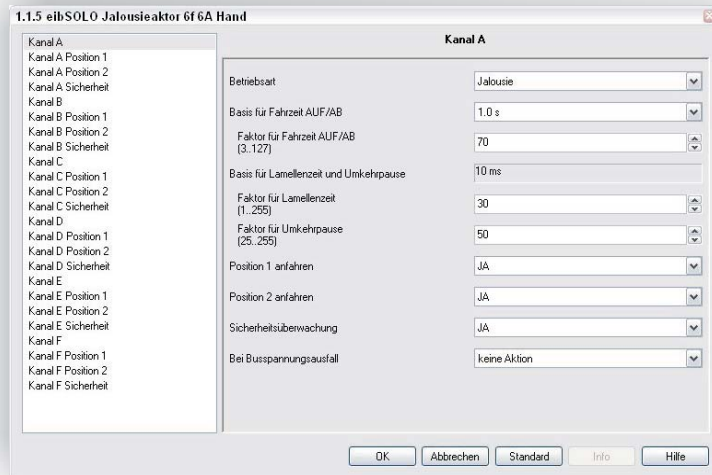 1.1.5 eibSOLO Jalousieaktor 6f 6A Hand
Kanal A
Kanal A Position 1
Kanal A Position 2
Kanal A Sicherheit
Kanal B
Kanal B Position 1
Kanal B Position 2
Kanal B Sicherheit
Kanal C
Kanal C Position 1
Kanal C Position 2
Kanal C Sicherheit
Kanal D
Kanal D Position 1
Kanal D Position 2
Kanal D Sicherheit
Kanal E
Kanal E Position 1
Kanal E Position 2
Kanal E Sicherheit
Kanal F
Kanal F Position 1
Kanal F Position 2
Kanal F Sicherheit
Kanal A
Betriebsart Jalousie
Basis für Fahrzeit AUF/AB 1.0 s
Faktor für Fahrzeit AUF/AB 70
(3..127)
Basis für Lamellenzeit und Umkehrpause 10 ms
Faktor für Lamellenzeit 30
(1..255)
Faktor für Umkehrpause 50
(25..255)
Position 1 anfahren JA
Position 2 anfahren JA
Sicherheitsüberwachung JA
Bei Busspannungsausfall keine Aktion
OK Abbrechen Standard Info Hilfe